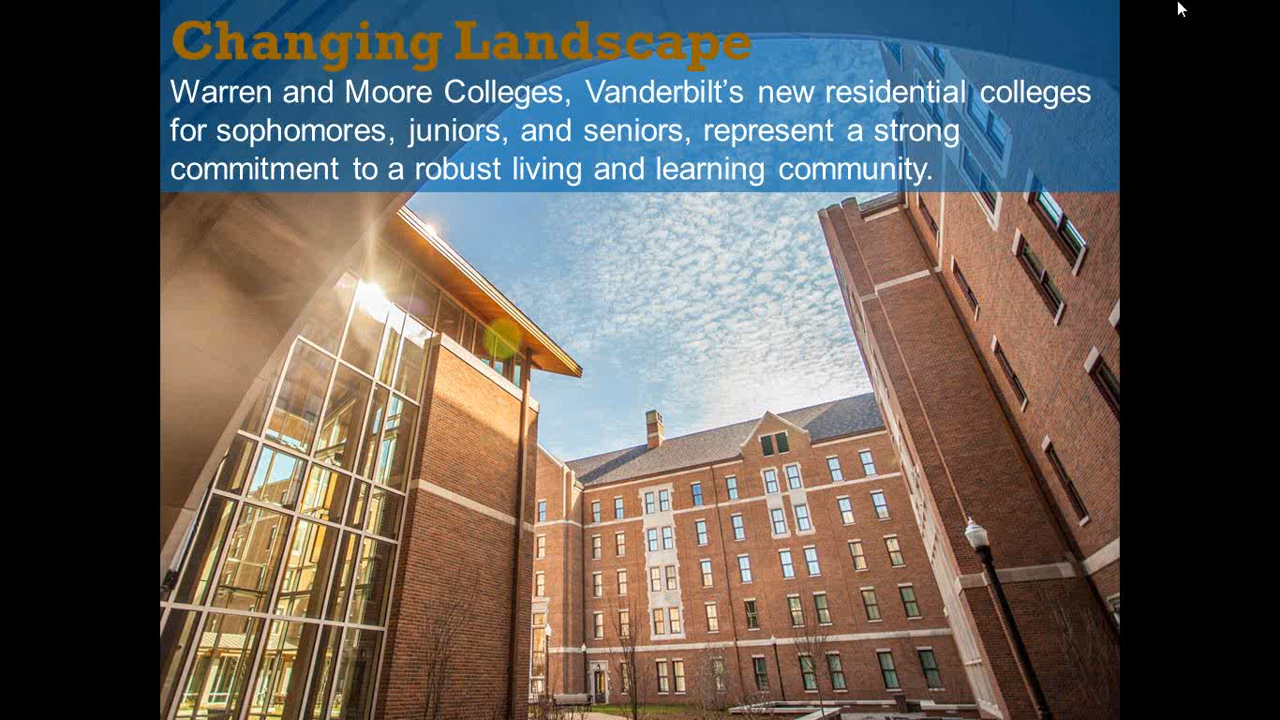 Changing Landscape
Warren and Moore Colleges, Vanderbilt’s new residential colleges
for sophomores, juniors, and seniors, represent a strong
commitment to a robust living and learning community.